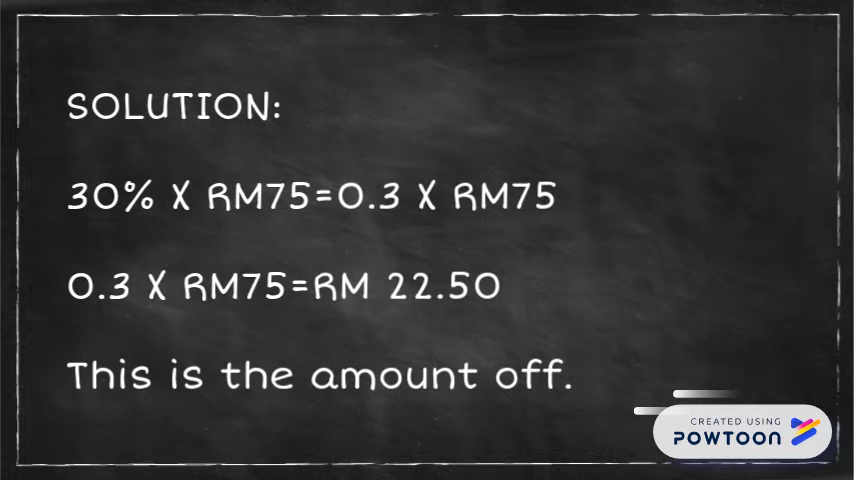 SOLUTION:
30% X RM75=0.3 X RM75
0.3 X RM75=RM 22.50
This is the amount off.
CREATED USING
POWTOON